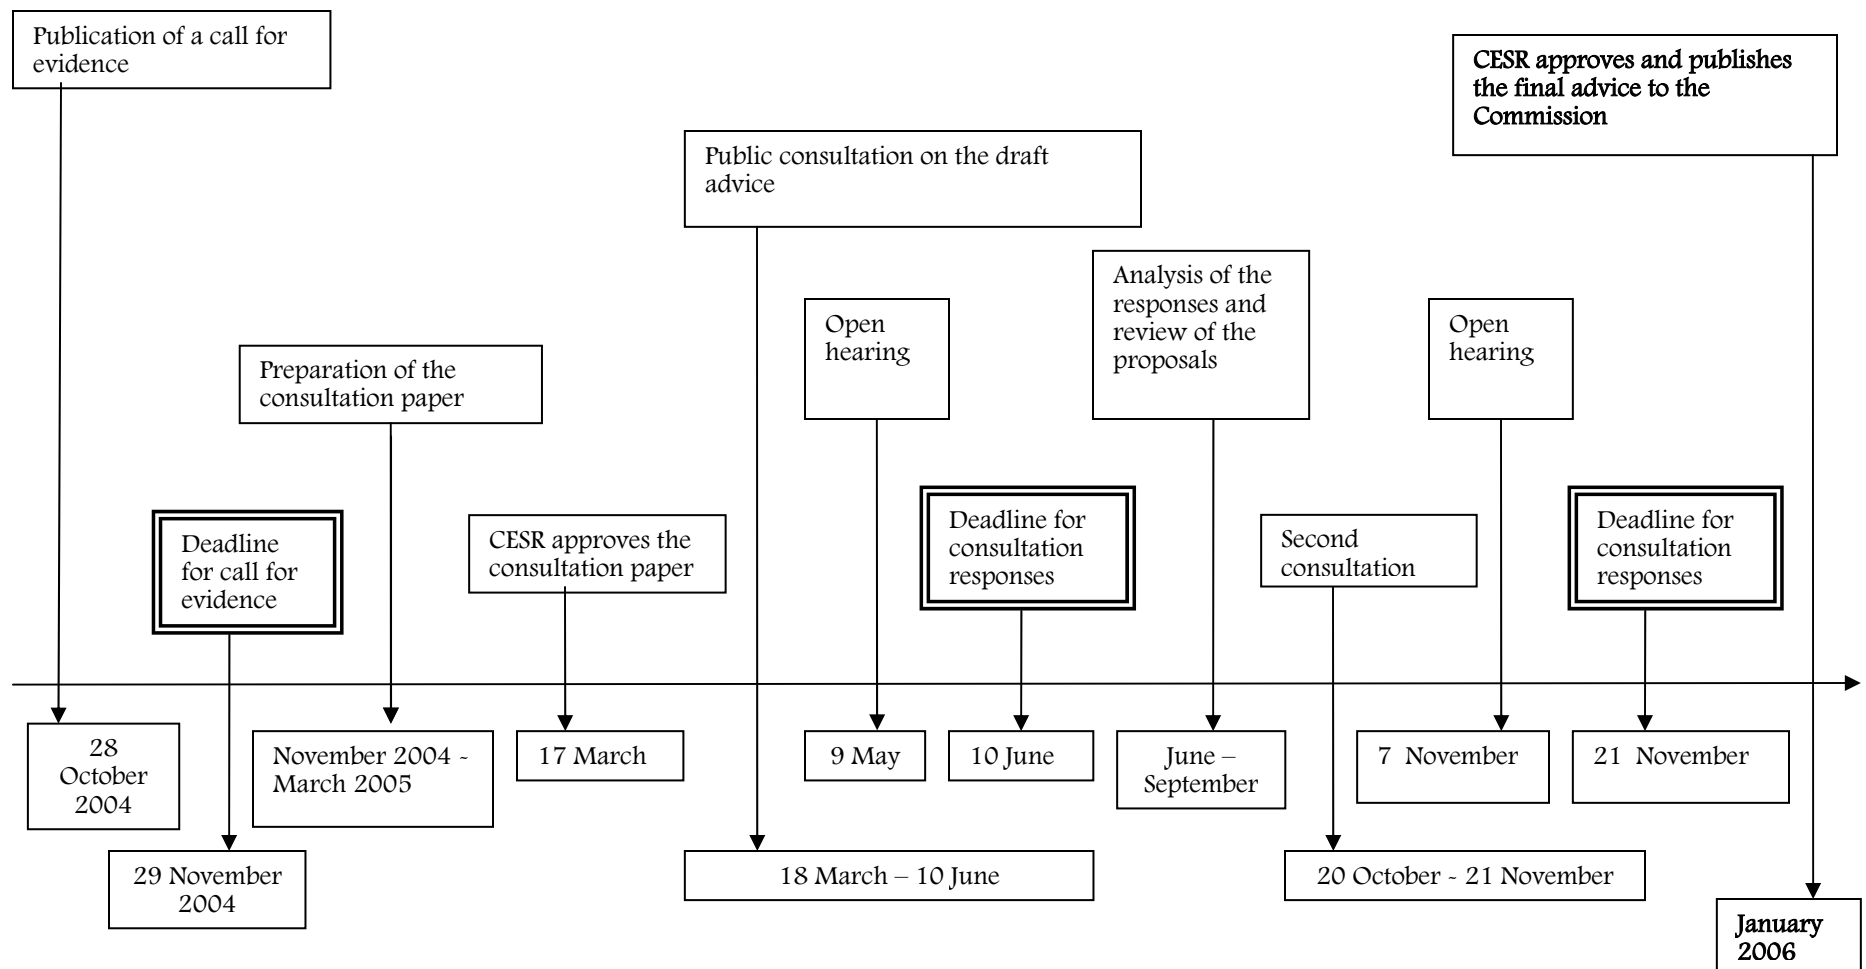 Publication of a call for
evidence
CESR approves and publishes
the final advice to the
Commission
Public consultation on the draft
advice
Analysis of the
responses and
review of the
proposals
Open
hearing
Open
hearing
Preparation of the
consultation paper
Deadline
for call for
evidence
CESR approves the
consultation paper
Deadline for
consultation
responses
Second
consultation
Deadline for
consultation
responses
28
October
2004
November 2004 -
March 2005
17 March
9 May
10 June
June –
September
7 November
21 November
29 November
2004
18 March – 10 June
20 October - 21 November
January
2006